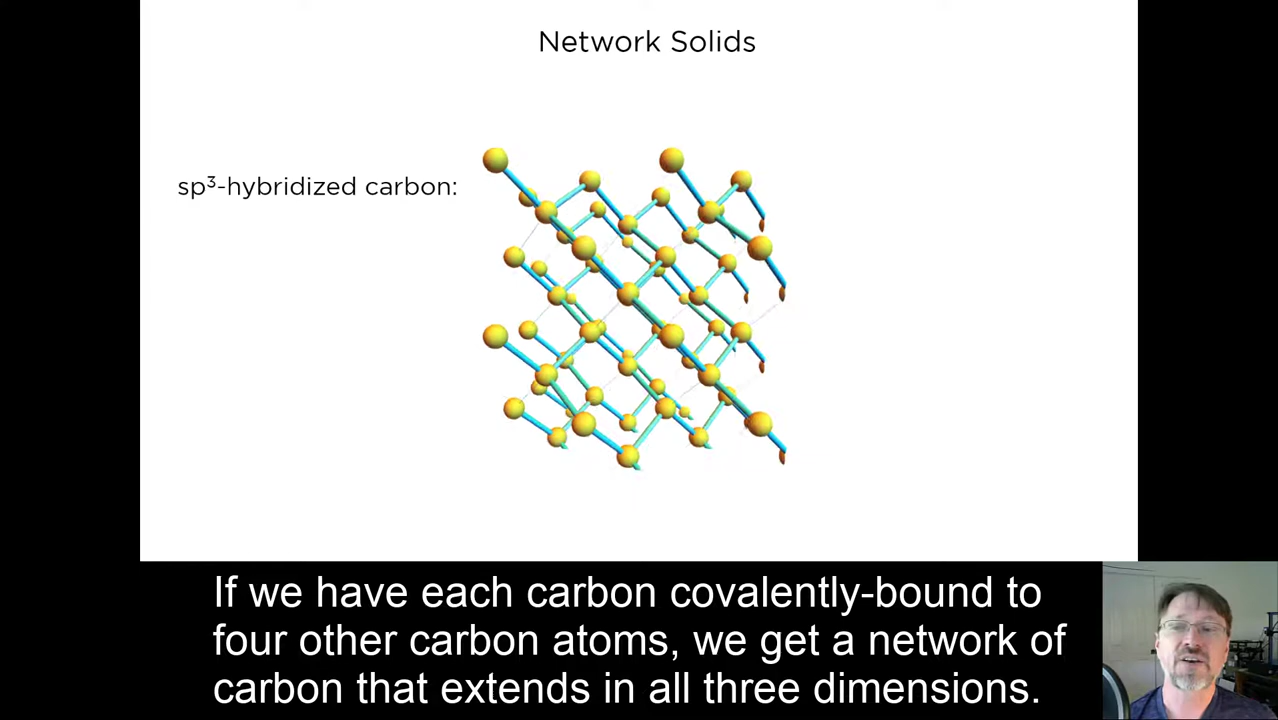 Network Solids
sp³-hybridized carbon:
If we have each carbon covalently-bound to
four other carbon atoms, we get a network of
carbon that extends in all three dimensions.